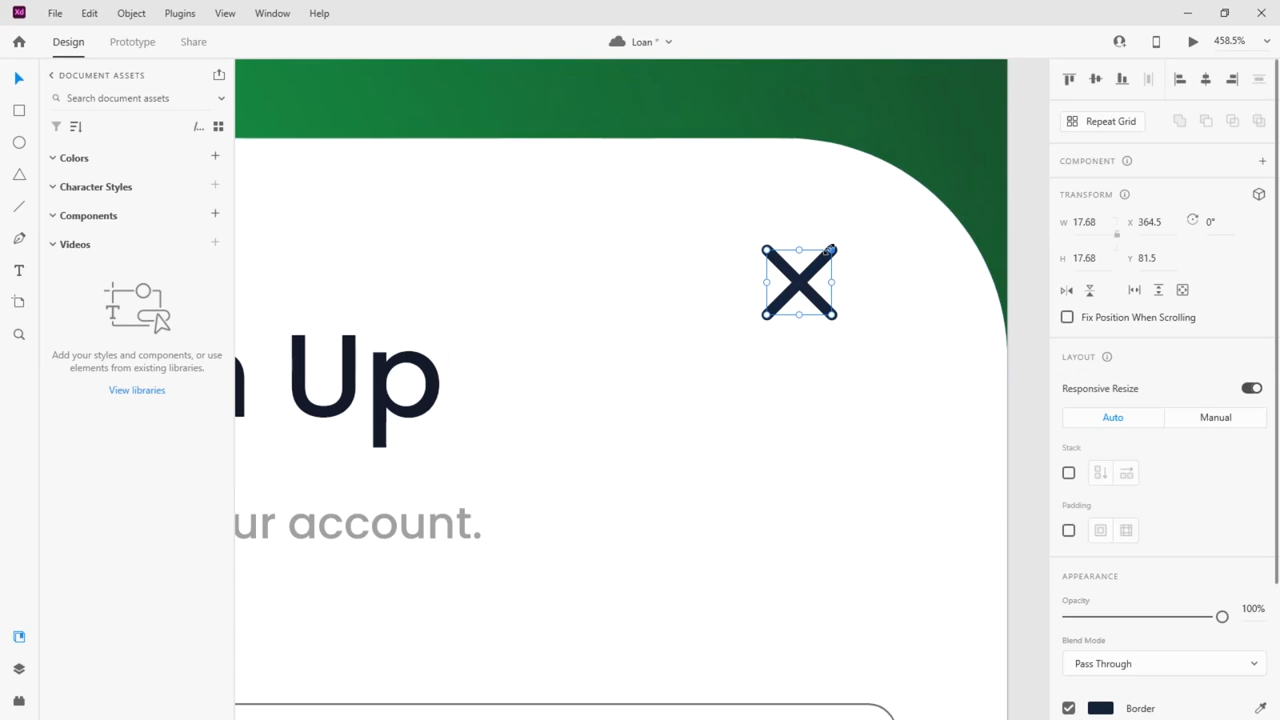 Xd File Edit Object Plugins View Window Help
Design Prototype Share Loan * 458.5%
DOCUMENT ASSETS
Search document assets
/...
Colors +
Character Styles +
Components +
Videos +
T
Add your styles and components, or use
elements from existing libraries.
View libraries
Up
ur account.
Repeat Grid
COMPONENT +
TRANSFORM
W 17.68 X 364.5 0°
H 17.68 Y 81.5
Fix Position When Scrolling
LAYOUT
Responsive Resize
Auto Manual
Stack
Padding
APPEARANCE
Opacity
100%
Blend Mode
Pass Through
Border